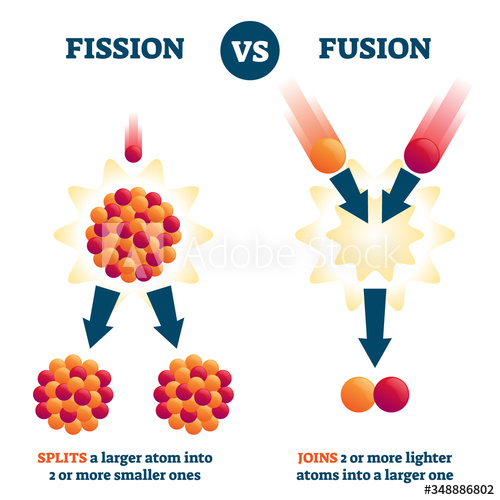 FISSION VS FUSION
SPLITS a larger atom into
2 or more smaller ones
JOINS 2 or more lighter
atoms into a larger one
Adobe Stock
#348886802